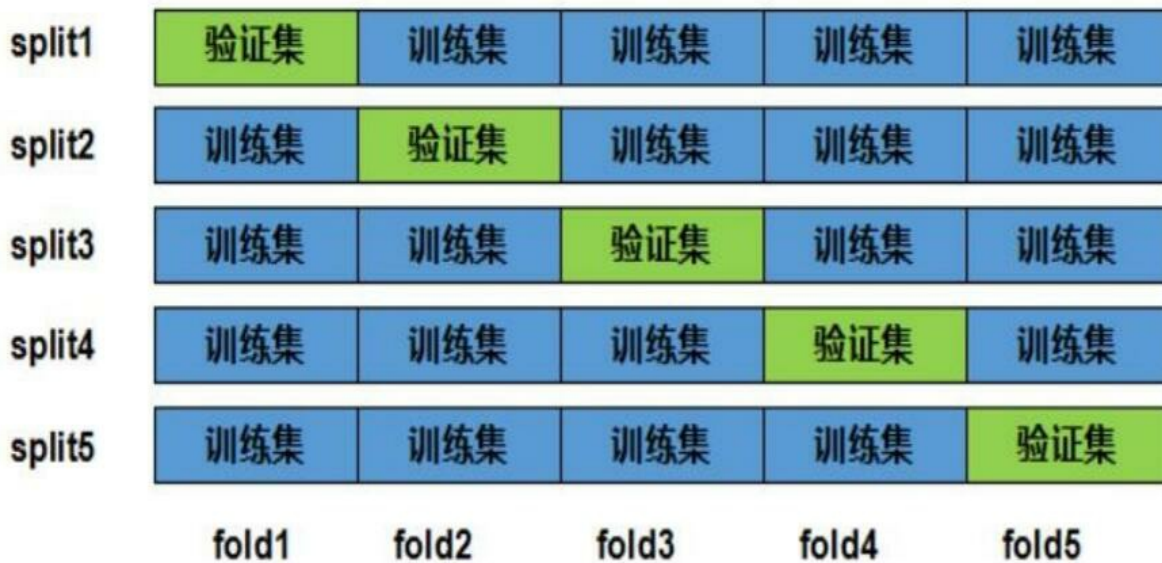 split1 验证集 训练集 训练集 训练集 训练集
split2 训练集 验证集 训练集 训练集 训练集
split3 训练集 训练集 验证集 训练集 训练集
split4 训练集 训练集 训练集 验证集 训练集
split5 训练集 训练集 训练集 训练集 验证集
fold1 fold2 fold3 fold4 fold5